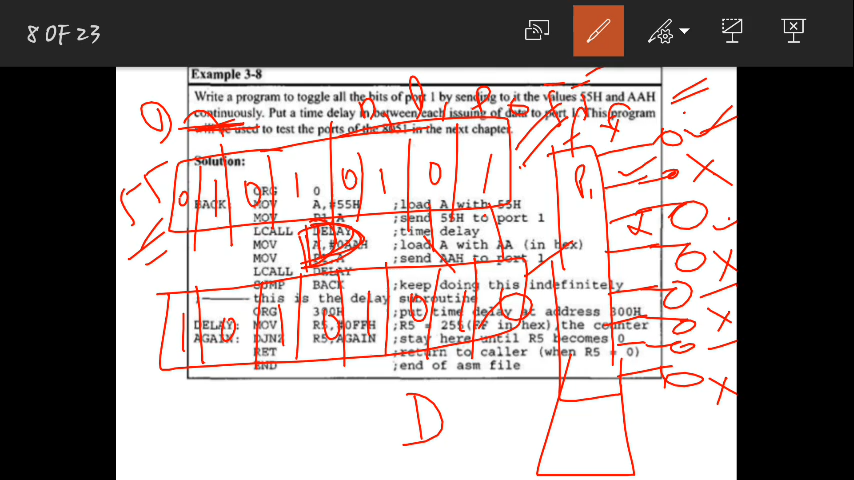 8 OF 23
Example 3-8
Write a program to toggle all the bits of port 1 by sending to it the values 55H and AAH
continuously. Put a time delay in between each issuing of data to port 1. This program
will be used to test the ports of the 8051 in the next chapter.
Solution:
ORG 0
BACK: MOV A,#55H ;load A with 55H
MOV P1,A ;send 55H to port 1
LCALL DELAY ;time delay
MOV A,#0AAH ;load A with AA (in hex)
MOV P1,A ;send AAH to port 1
LCALL DELAY
SJMP BACK ;keep doing this indefinitely
this is the delay subroutine
ORG 300H ;put time delay at address 300H
DELAY: MOV R5,#0FFH ;R5 = 255(FF in hex),the counter
AGAIN: DJNZ R5,AGAIN ;stay here until R5 becomes 0
RET ;return to caller (when R5 = 0)
END ;end of asm file
55
0 1 0 1 0 1 0 1
1 0 1 0 1 0 1 0
P1
D